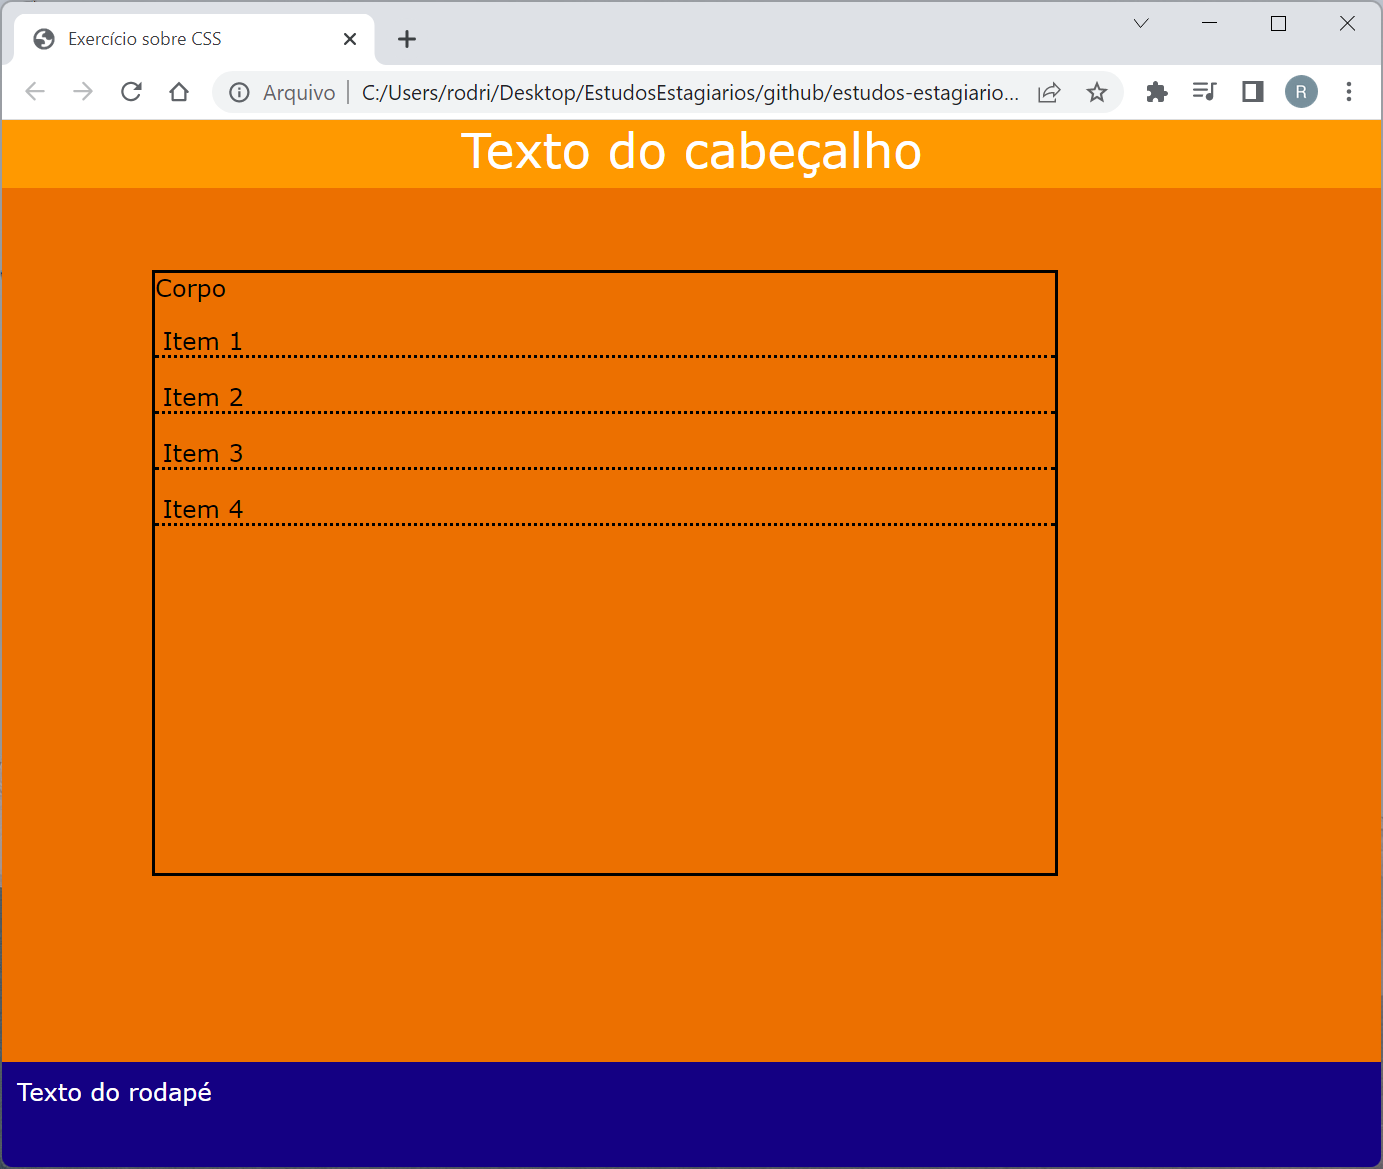 Exercício sobre CSS
Arquivo C:/Users/rodri/Desktop/EstudosEstagiarios/github/estudos-estagiario... R
Texto do cabeçalho
Corpo
Item 1
Item 2
Item 3
Item 4
Texto do rodapé